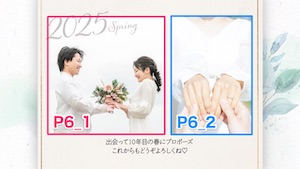 2025 Spring
P6_1
P6_2
出会って10年目の春にプロポーズ
これからもどうぞよろしくね♡